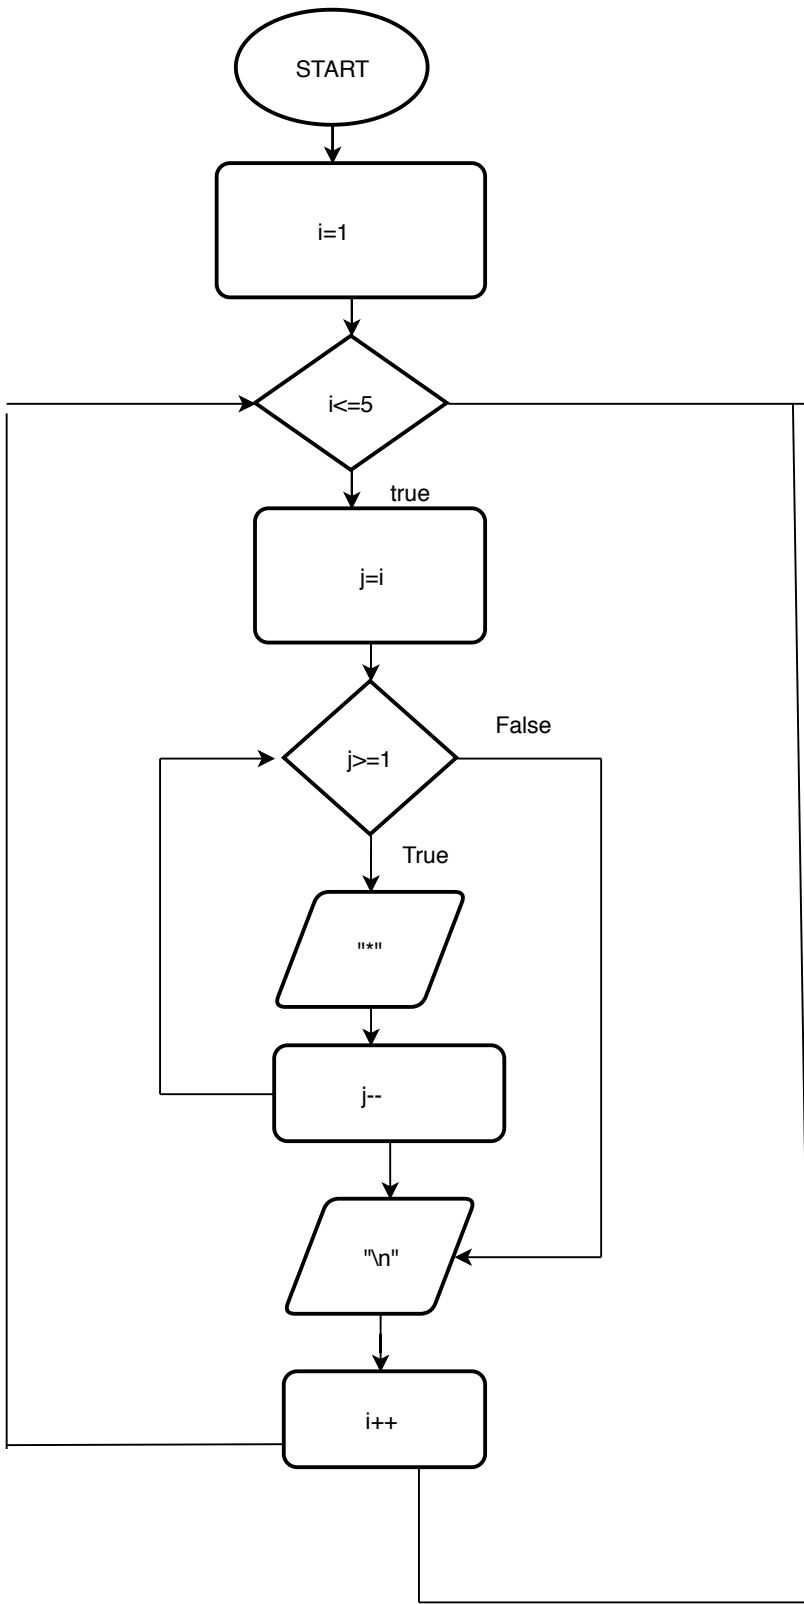 START
i=1
i<=5
true
j=i
False
j>=1
True
"*"
j--
"\n"
i++